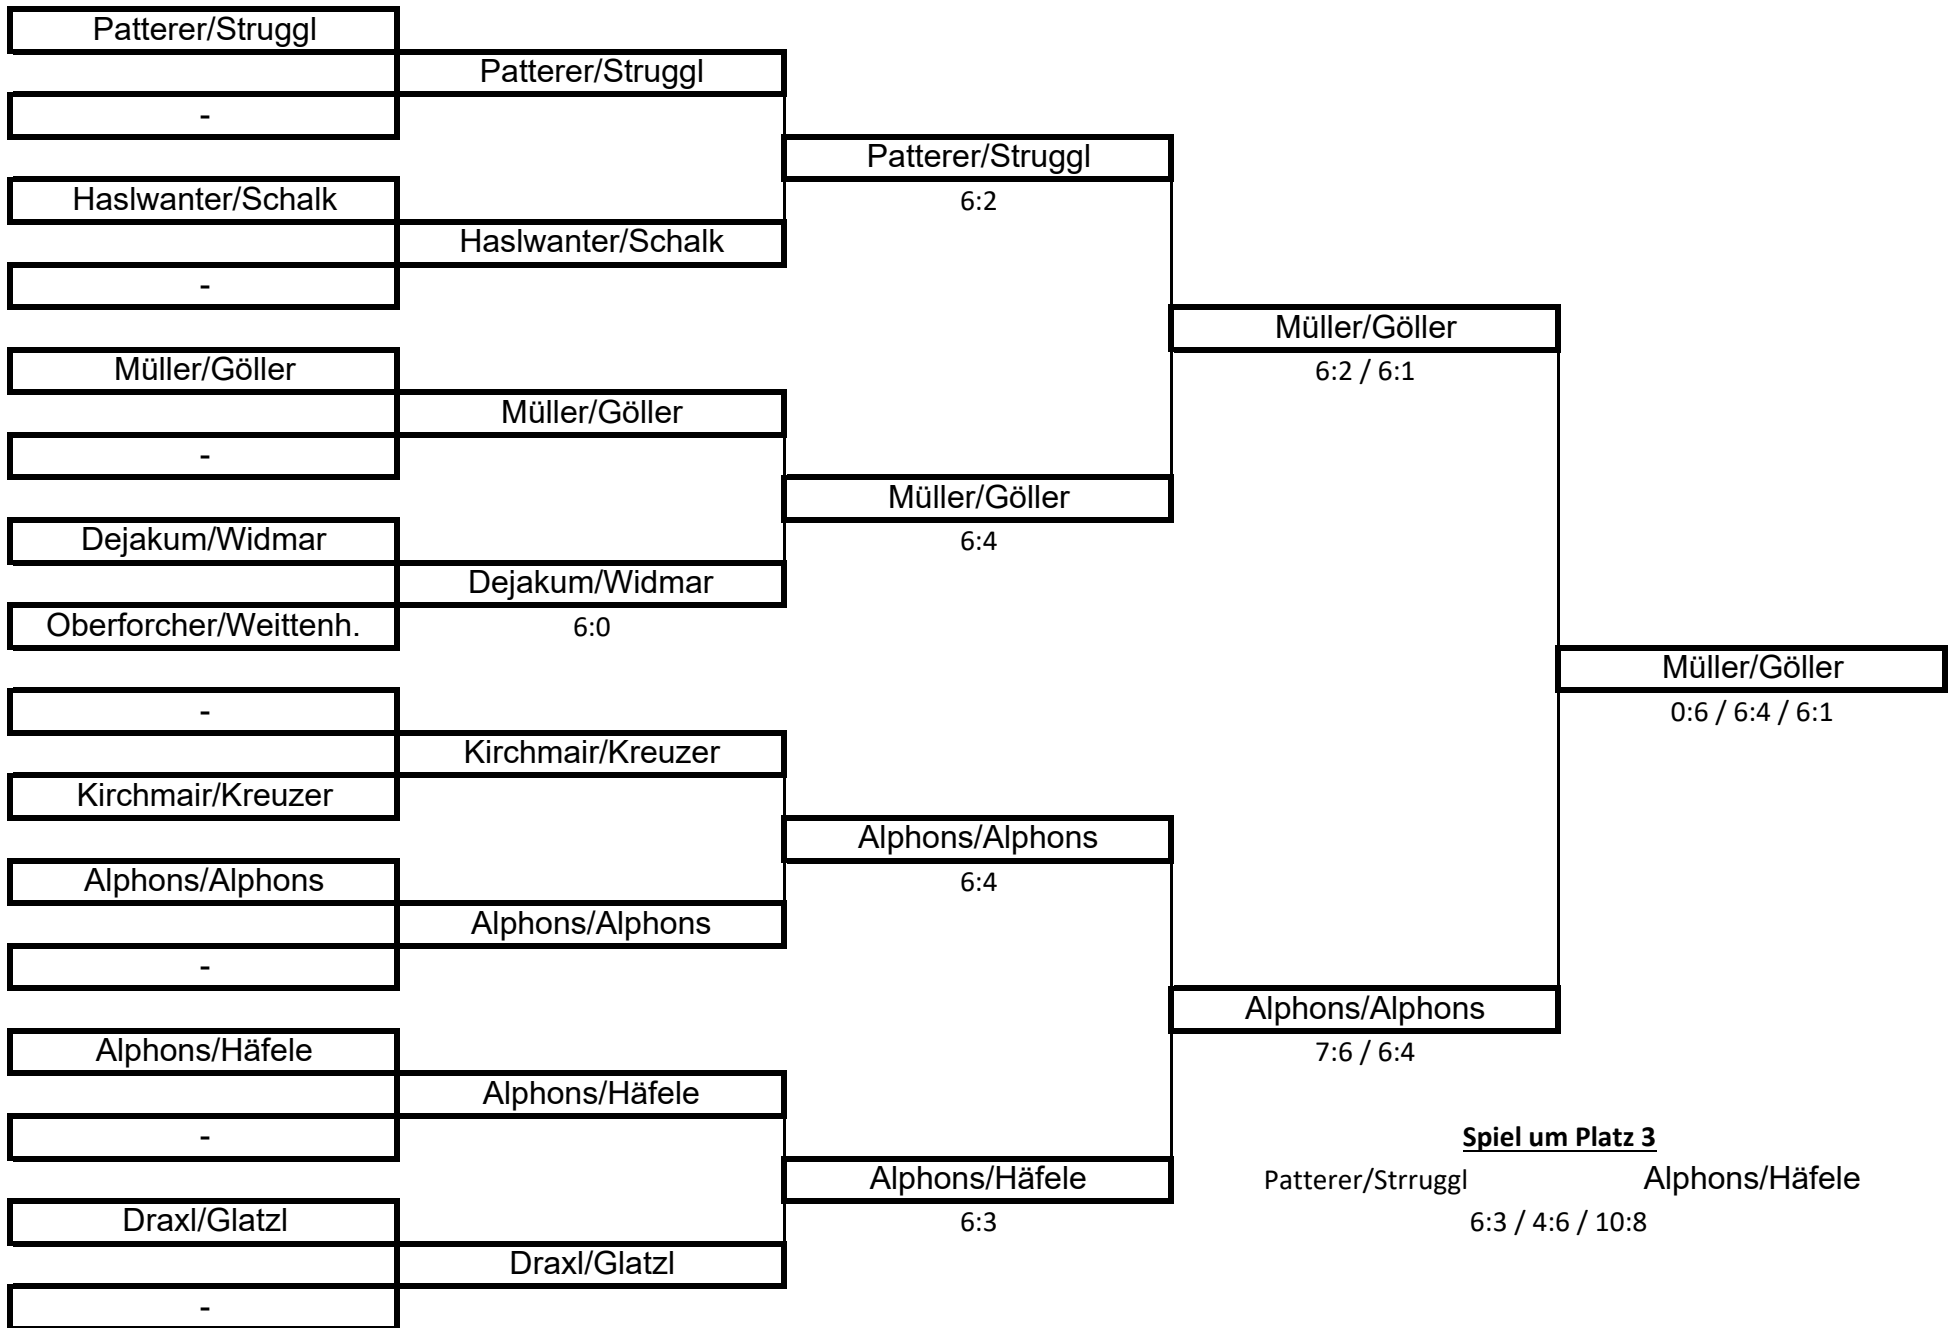 Patterer/Struggl
Patterer/Struggl
-
Patterer/Struggl
Haslwanter/Schalk
6:2
Haslwanter/Schalk
-
Müller/Göller
Müller/Göller
6:2 / 6:1
Müller/Göller
-
Müller/Göller
Dejakum/Widmar
6:4
Dejakum/Widmar
Oberforcher/Weittenh.
6:0
Müller/Göller
-
0:6 / 6:4 / 6:1
Kirchmair/Kreuzer
Kirchmair/Kreuzer
Alphons/Alphons
Alphons/Alphons
6:4
Alphons/Alphons
-
Alphons/Alphons
Alphons/Häfele
7:6 / 6:4
Alphons/Häfele
-
Spiel um Platz 3
Alphons/Häfele
Patterer/Strruggl Alphons/Häfele
Draxl/Glatzl
6:3
6:3 / 4:6 / 10:8
Draxl/Glatzl
-